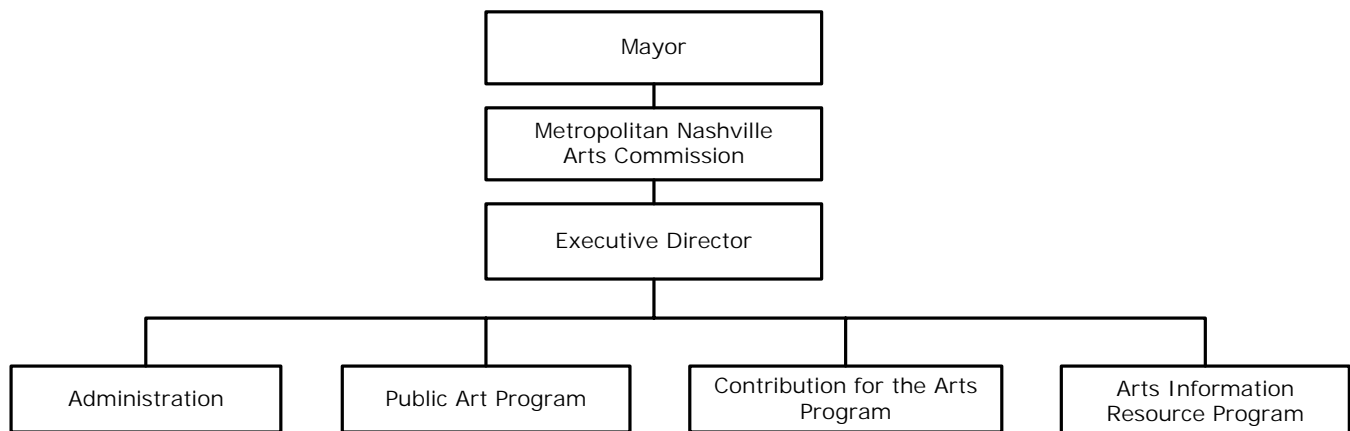 Mayor
Metropolitan Nashville
Arts Commission
Executive Director
Administration
Public Art Program
Contribution for the Arts
Program
Arts Information
Resource Program